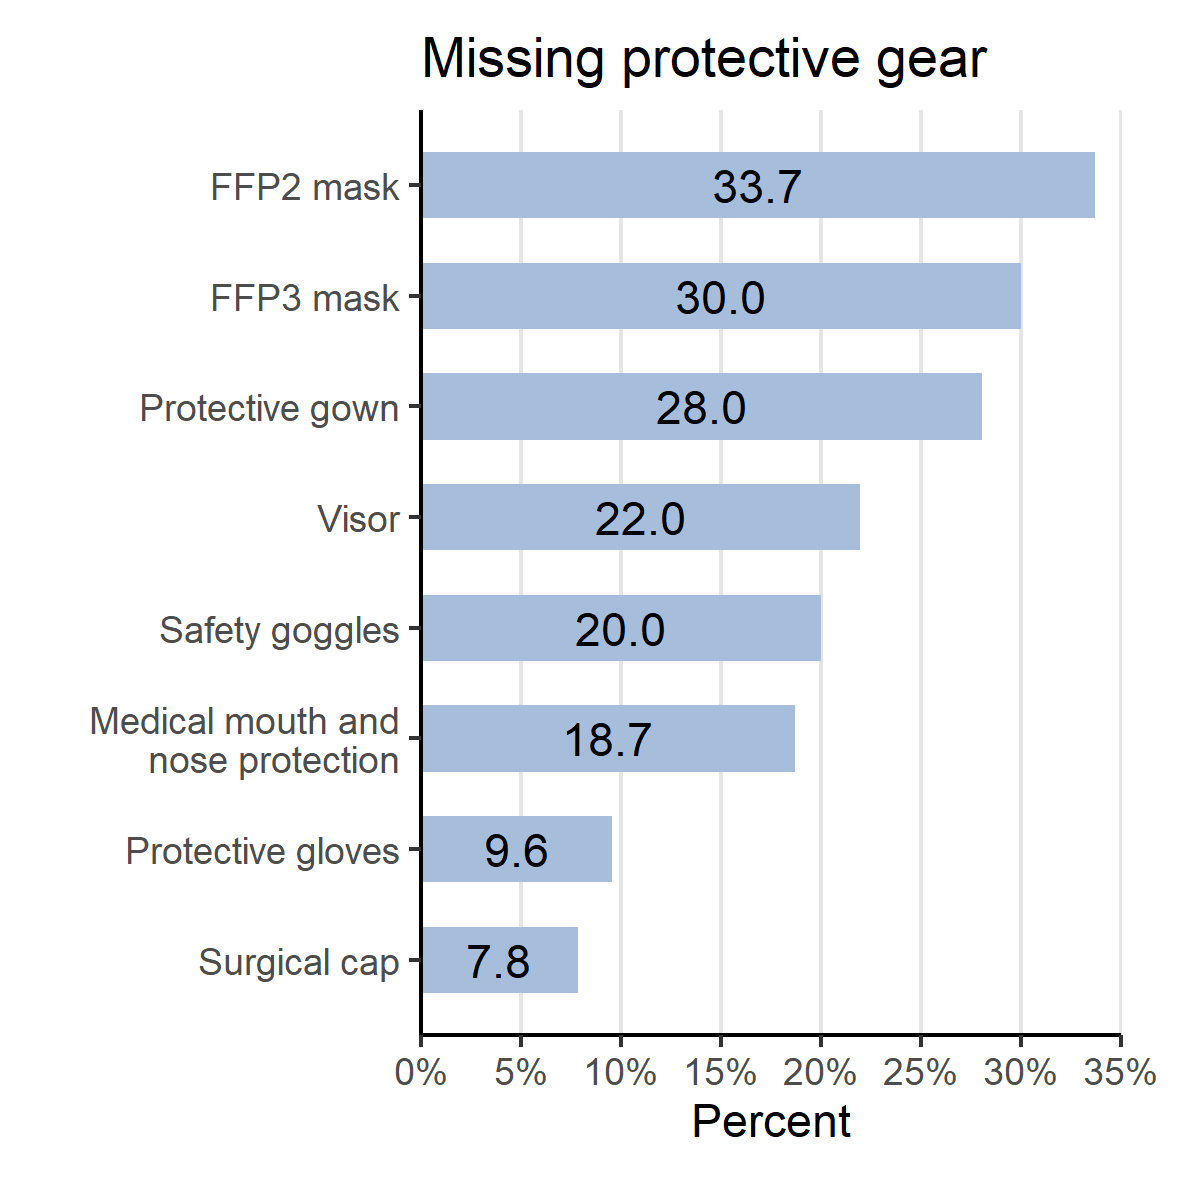 Missing protective gear
FFP2 mask
33.7
FFP3 mask
30.0
Protective gown
28.0
Visor
22.0
Safety goggles
20.0
Medical mouth and
nose protection
18.7
Protective gloves
9.6
Surgical cap
7.8
0% 5% 10% 15% 20% 25% 30% 35%
Percent